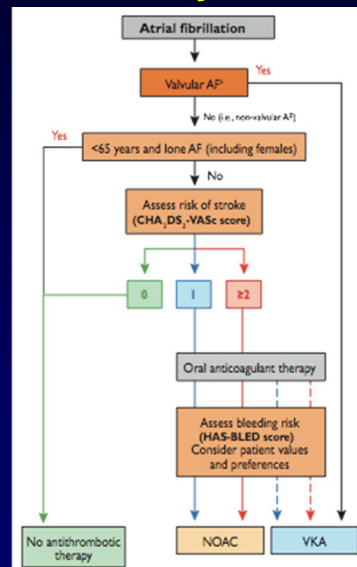 Atrial fibrillation
Valvular AF
Yes
No (i.e., non-valvular AF)
Yes
<65 years and lone AF (including females)
No
Assess risk of stroke
(CHA₂DS₂-VASc score)
0
1
≥2
Oral anticoagulant therapy
Assess bleeding risk
(HAS-BLED score)
Consider patient values
and preferences
No antithrombotic
therapy
NOAC
VKA